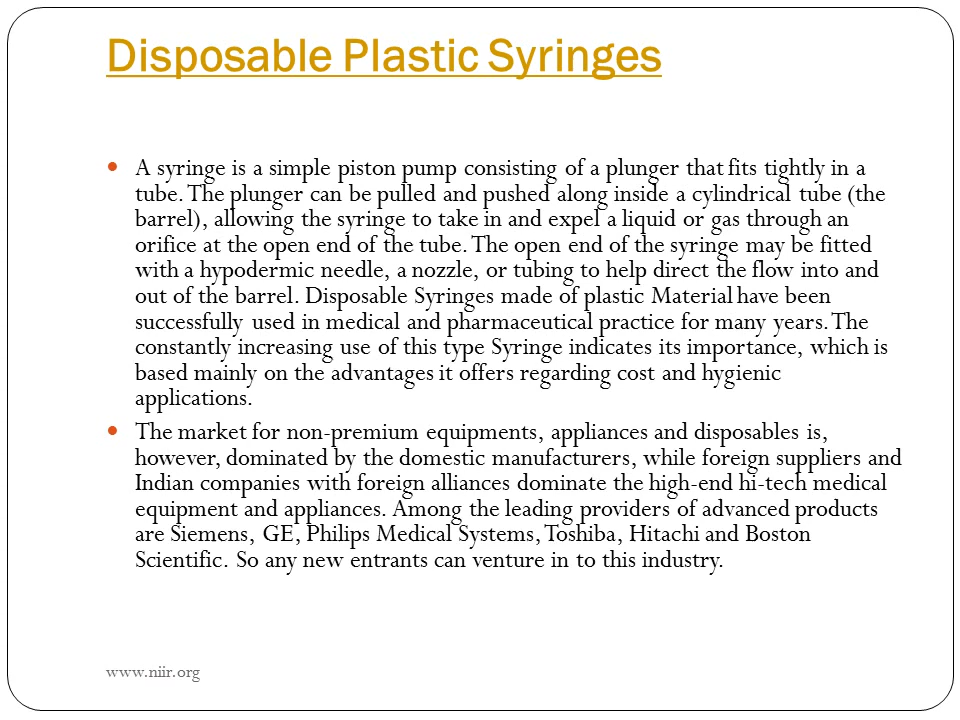 Disposable Plastic Syringes
A syringe is a simple piston pump consisting of a plunger that fits tightly in a
tube. The plunger can be pulled and pushed along inside a cylindrical tube (the
barrel), allowing the syringe to take in and expel a liquid or gas through an
orifice at the open end of the tube. The open end of the syringe may be fitted
with a hypodermic needle, a nozzle, or tubing to help direct the flow into and
out of the barrel. Disposable Syringes made of plastic Material have been
successfully used in medical and pharmaceutical practice for many years. The
constantly increasing use of this type Syringe indicates its importance, which is
based mainly on the advantages it offers regarding cost and hygienic
applications.
The market for non-premium equipments, appliances and disposables is,
however, dominated by the domestic manufacturers, while foreign suppliers and
Indian companies with foreign alliances dominate the high-end hi-tech medical
equipment and appliances. Among the leading providers of advanced products
are Siemens, GE, Philips Medical Systems, Toshiba, Hitachi and Boston
Scientific. So any new entrants can venture in to this industry.
www.niir.org